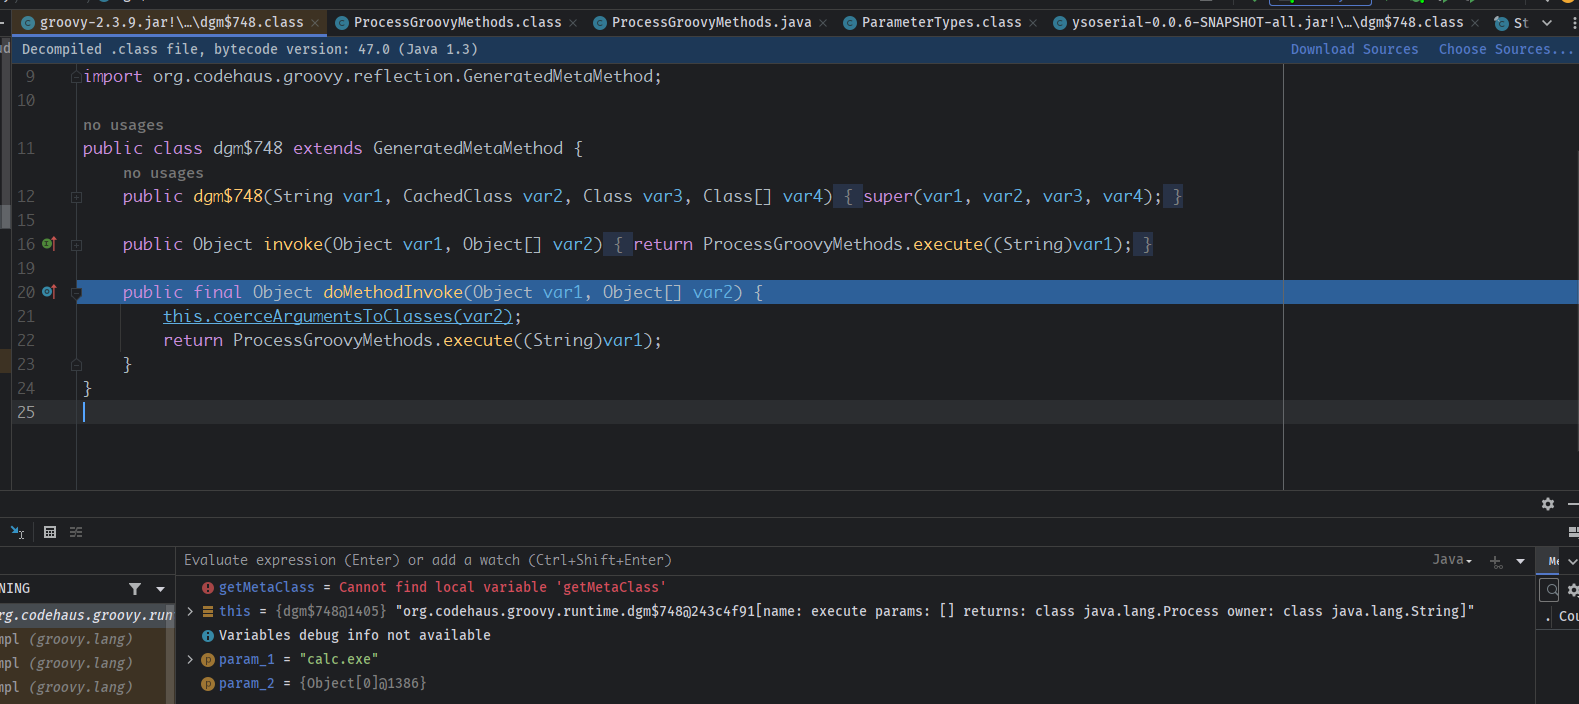 groovy-2.3.9.jar!\...\dgm$748.class × ProcessGroovyMethods.class × ProcessGroovyMethods.java × ParameterTypes.class × ysoserial-0.0.6-SNAPSHOT-all.jar!\...\dgm$748.class × St
Decompiled .class file, bytecode version: 47.0 (Java 1.3) Download Sources Choose Sources...
9 import org.codehaus.groovy.reflection.GeneratedMetaMethod;
10
no usages
11 public class dgm$748 extends GeneratedMetaMethod {
no usages
12 public dgm$748(String var1, CachedClass var2, Class var3, Class[] var4) { super(var1, var2, var3, var4); }
15
16 public Object invoke(Object var1, Object[] var2) { return ProcessGroovyMethods.execute((String)var1); }
19
20 public final Object doMethodInvoke(Object var1, Object[] var2) {
21 this.coerceArgumentsToClasses(var2);
22 return ProcessGroovyMethods.execute((String)var1);
23 }
24 }
25
Evaluate expression (Enter) or add a watch (Ctrl+Shift+Enter) Java
NING getMetaClass = Cannot find local variable 'getMetaClass'
rg.codehaus.groovy.run this = {dgm$748@1405} "org.codehaus.groovy.runtime.dgm$748@243c4f91[name: execute params: [] returns: class java.lang.Process owner: class java.lang.String]" Cou
mpl (groovy.lang) Variables debug info not available
mpl (groovy.lang) param_1 = "calc.exe"
mpl (groovy.lang) param_2 = {Object[0]@1386}